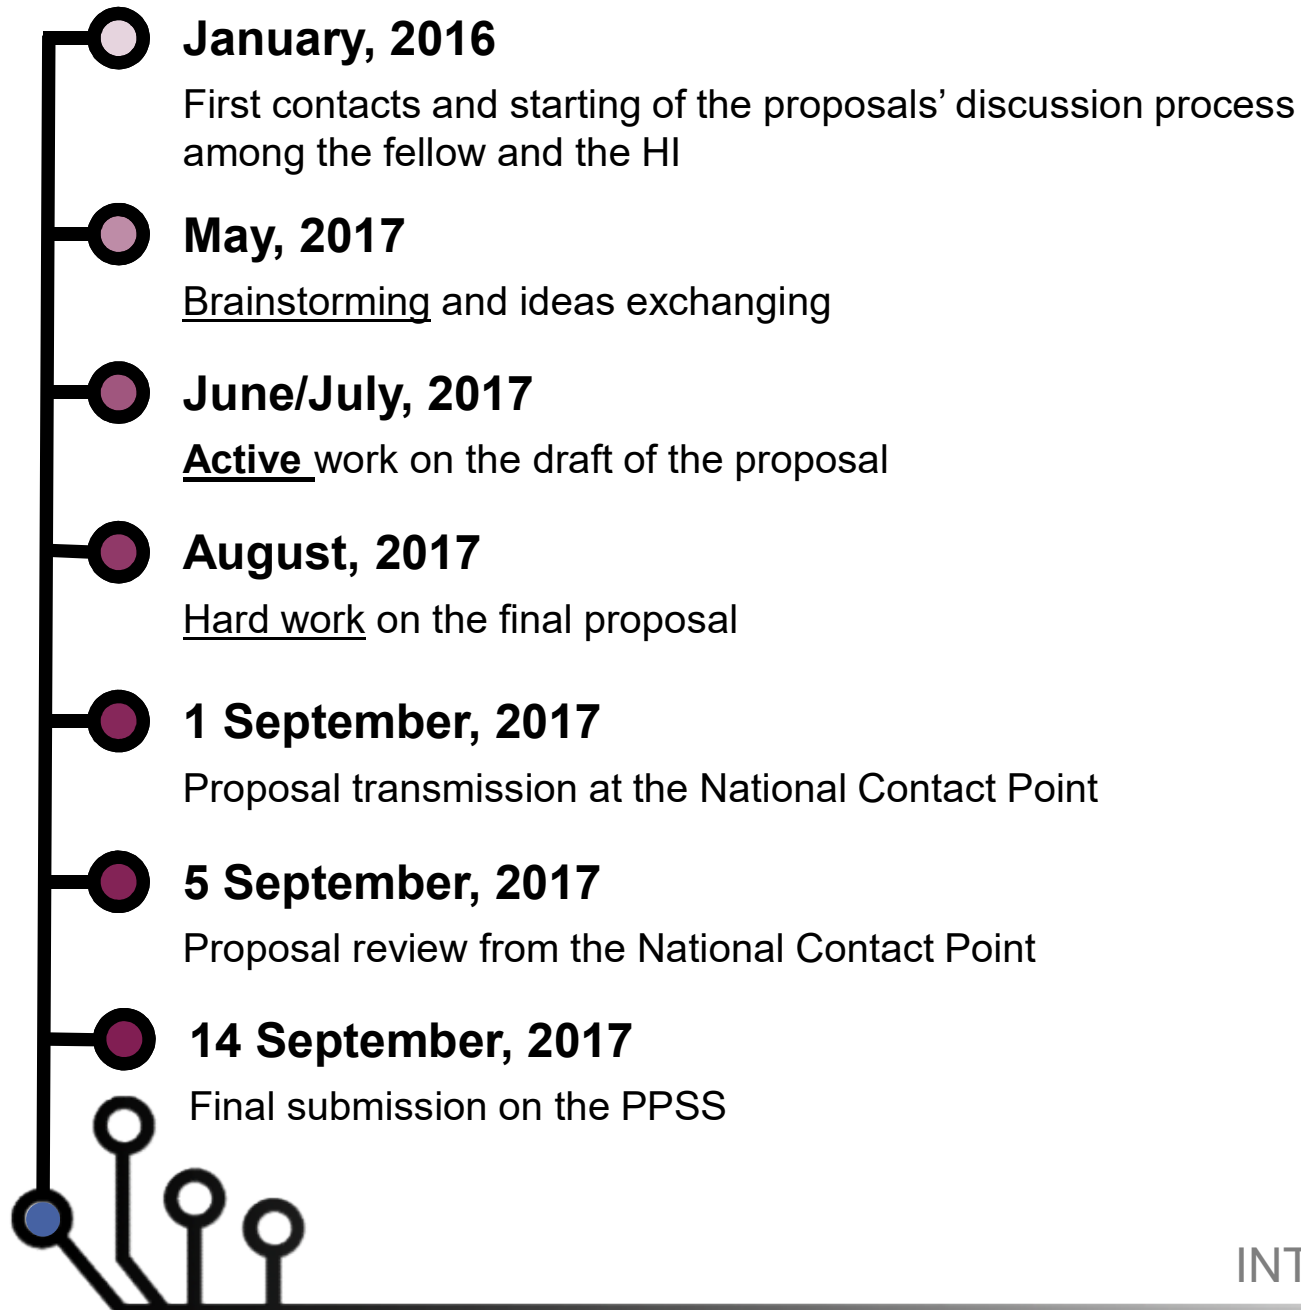 January, 2016
First contacts and starting of the proposals’ discussion process
among the fellow and the HI
May, 2017
Brainstorming and ideas exchanging
June/July, 2017
Active work on the draft of the proposal
August, 2017
Hard work on the final proposal
1 September, 2017
Proposal transmission at the National Contact Point
5 September, 2017
Proposal review from the National Contact Point
14 September, 2017
Final submission on the PPSS